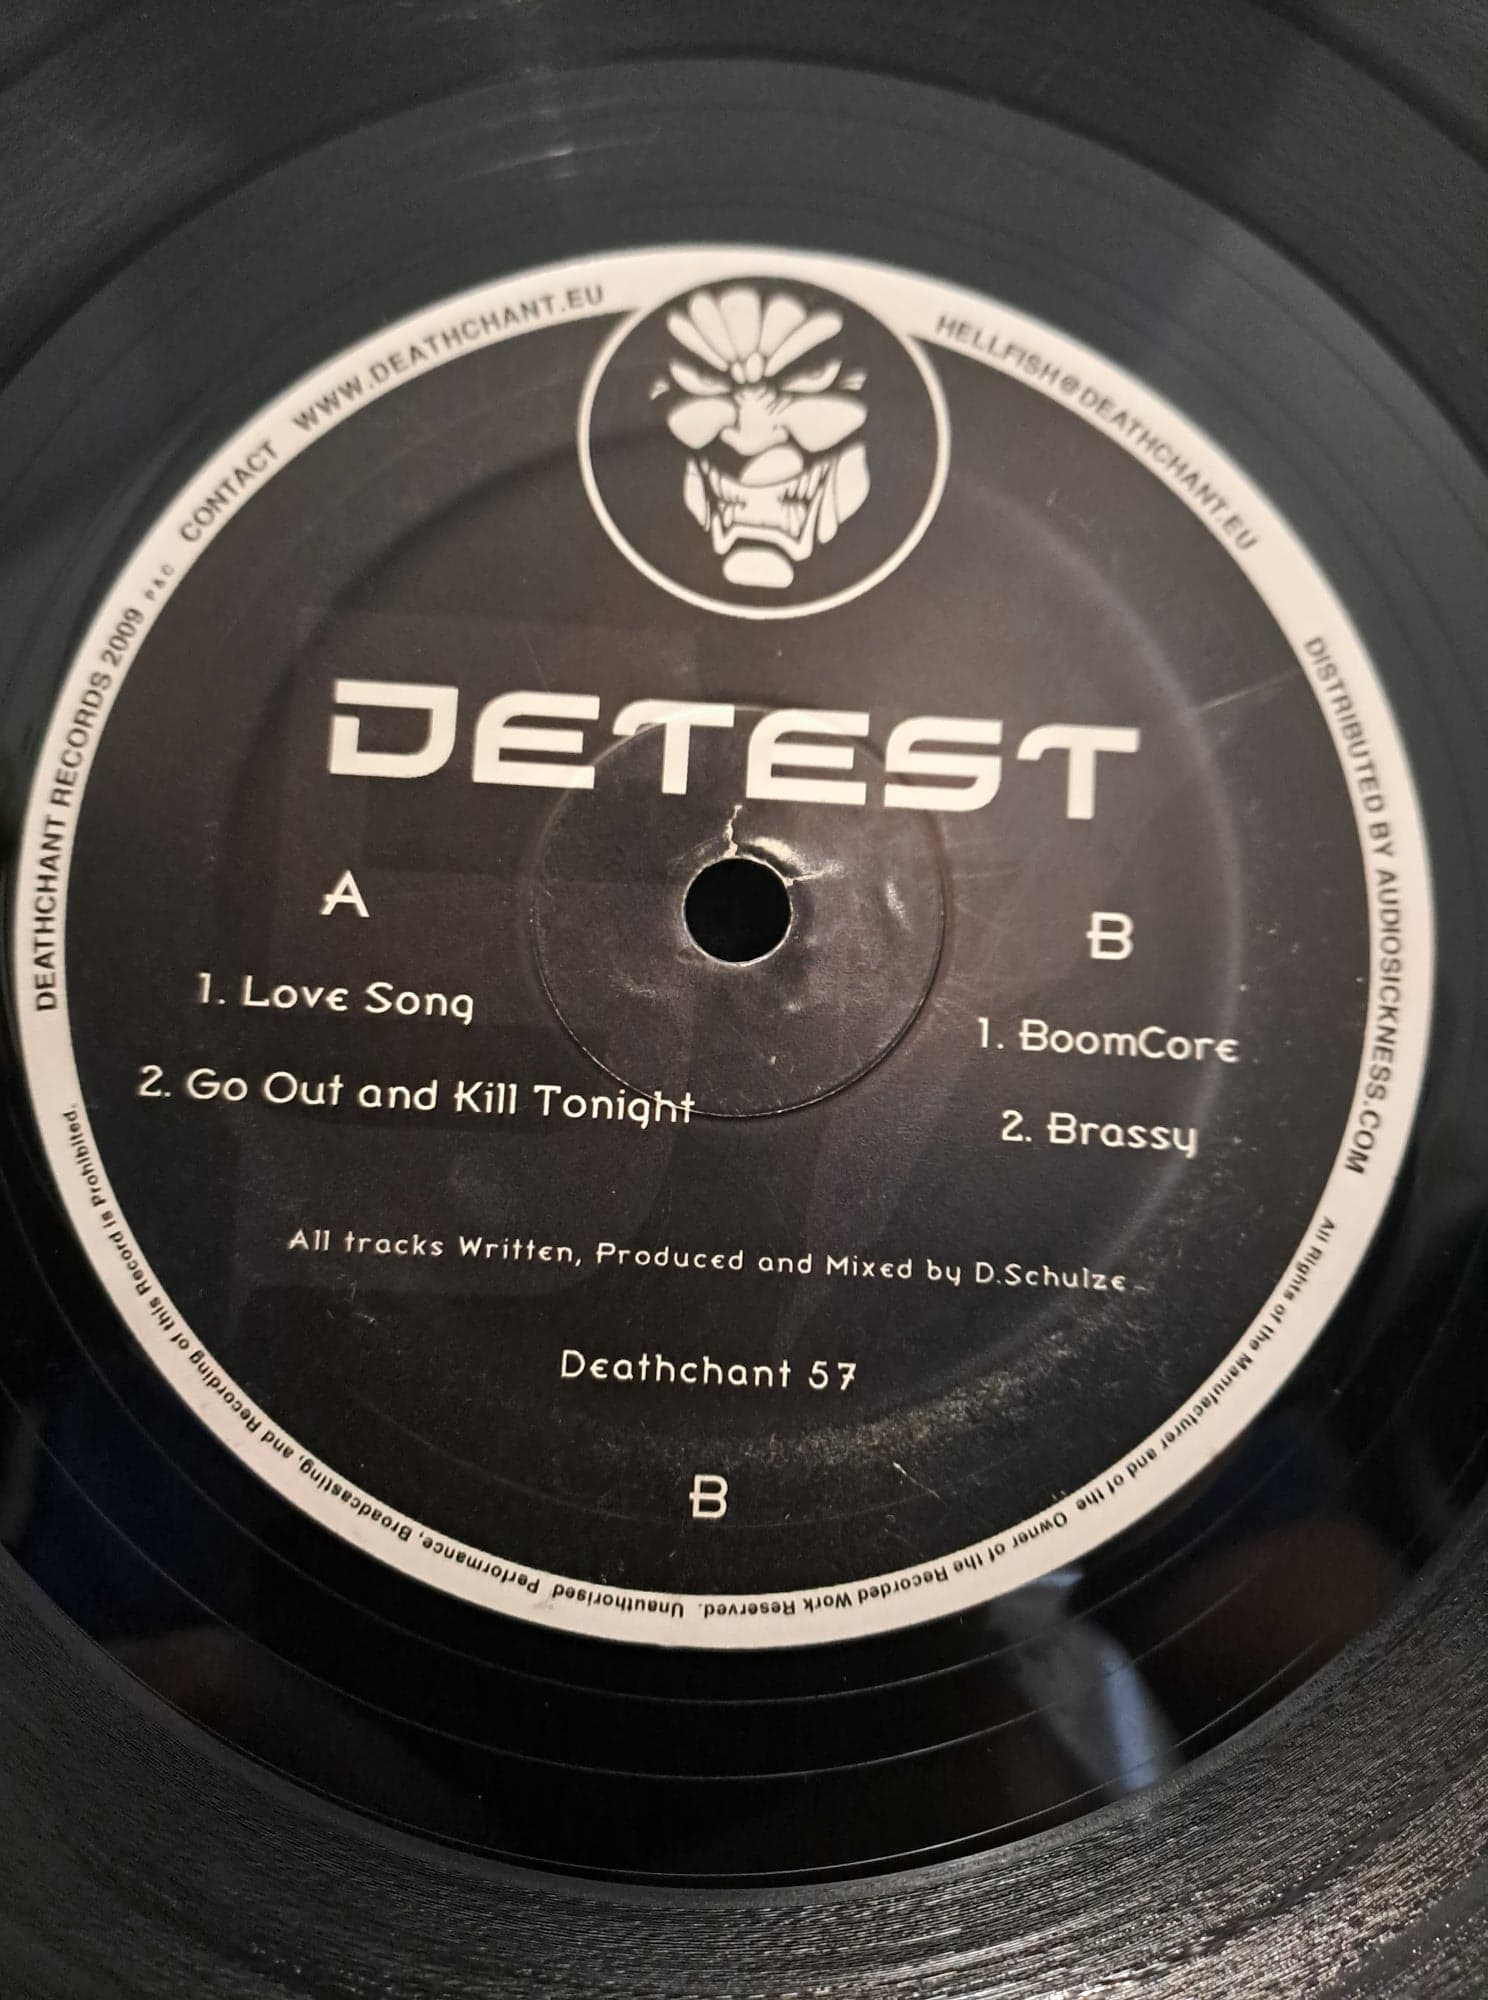 DEATHCHANT RECORDS 2009 P & C CONTACT WWW.DEATHCHANT.EU
HELLFISH@DEATHCHANT.EU
DISTRIBUTED BY AUDIOSICKNESS.COM
DETEST
A
1. Love Song
2. Go Out and Kill Tonight
B
1. BoomCore
2. Brassy
All tracks Written, Produced and Mixed by D.Schulze
Deathchant 57
B
All Rights of the Manufacturer and of the Owner of the Recorded Work Reserved. Unauthorised Performance, Broadcasting, and Recording of this Record is Prohibited.